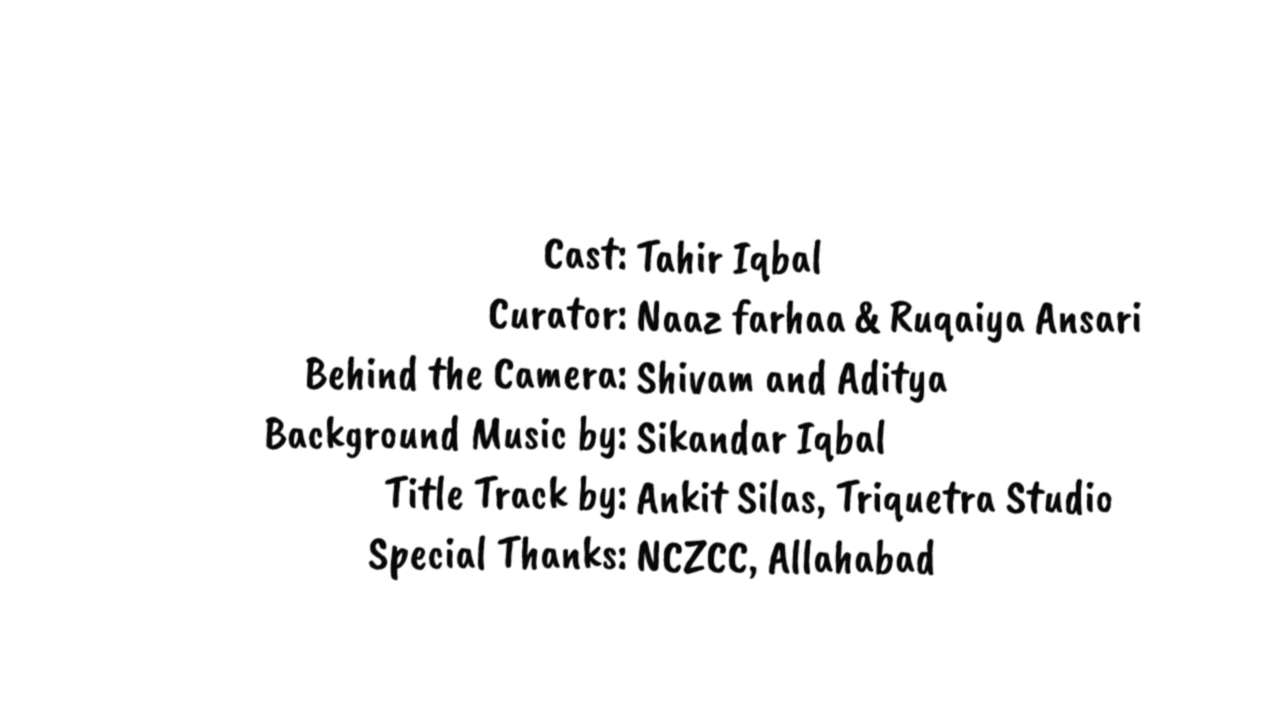 Cast: Tahir Iqbal
Curator: Naaz farhaa & Ruqaiya Ansari
Behind the Camera: Shivam and Aditya
Background Music by: Sikandar Iqbal
Title Track by: Ankit Silas, Triquetra Studio
Special Thanks: NCZCC, Allahabad